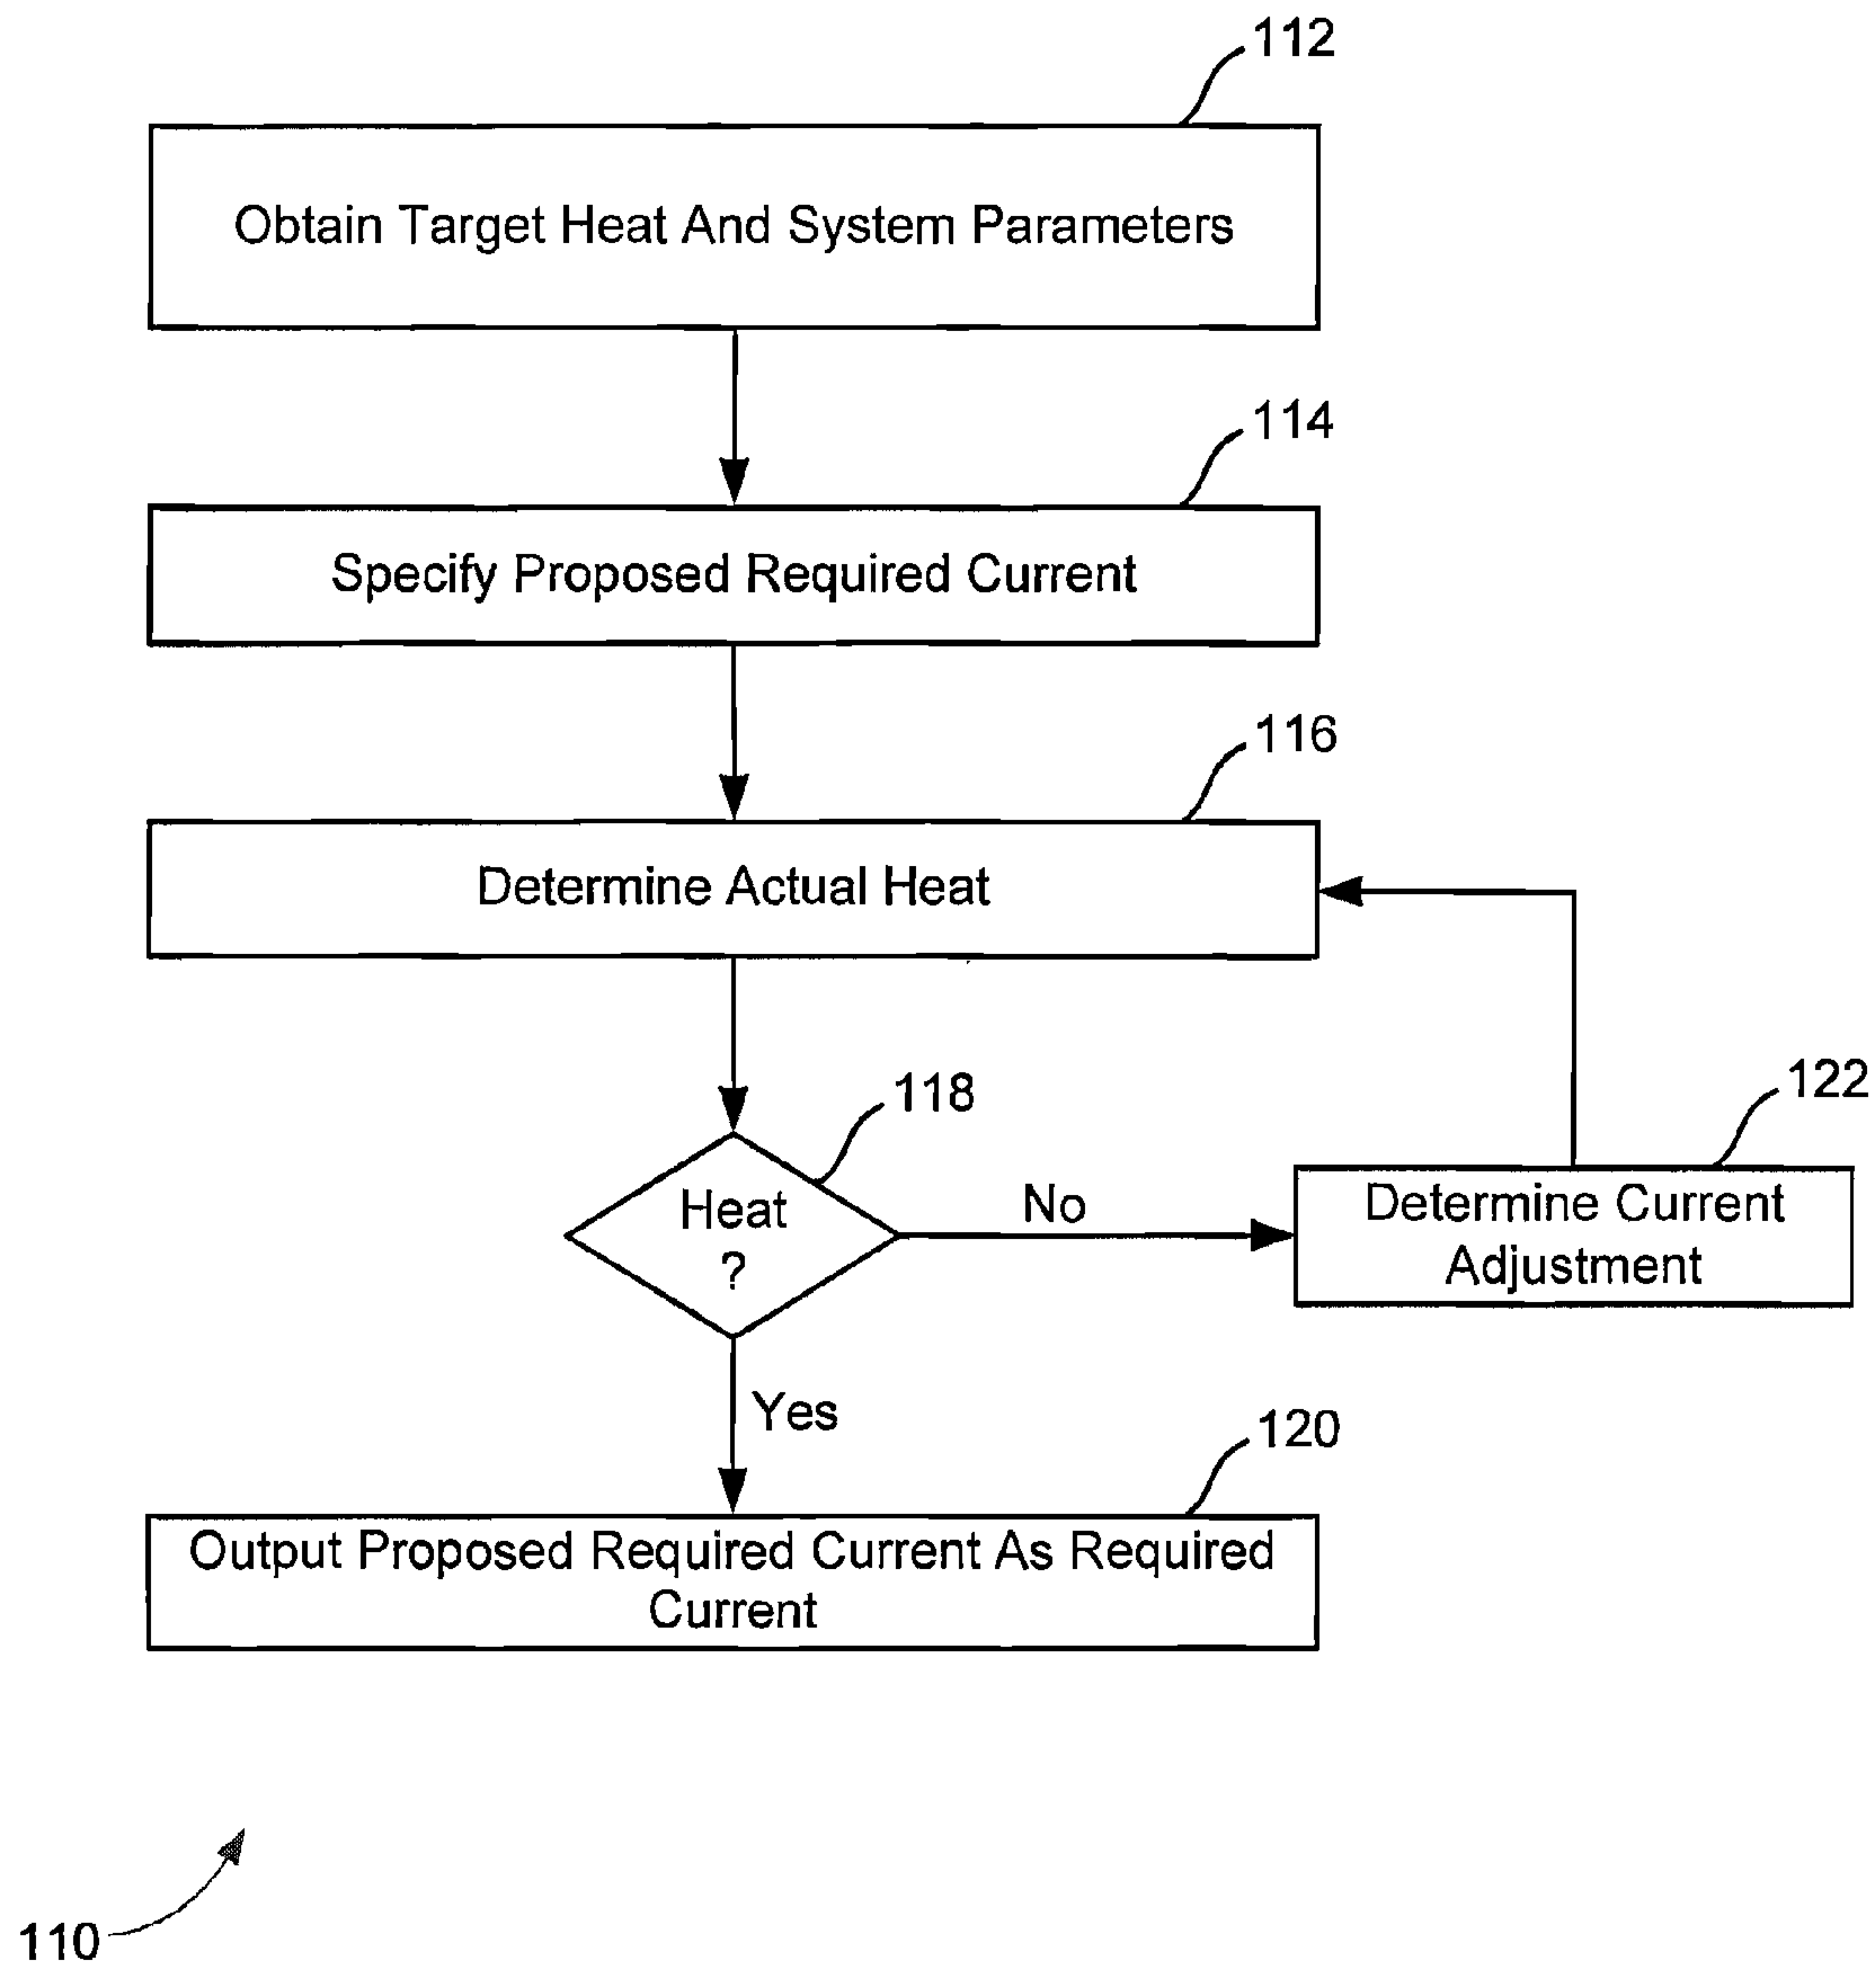 112
Obtain Target Heat And System Parameters
114
Specify Proposed Required Current
116
Determine Actual Heat
118
Heat
?
No
122
Determine Current
Adjustment
Yes
120
Output Proposed Required Current As Required
Current
110